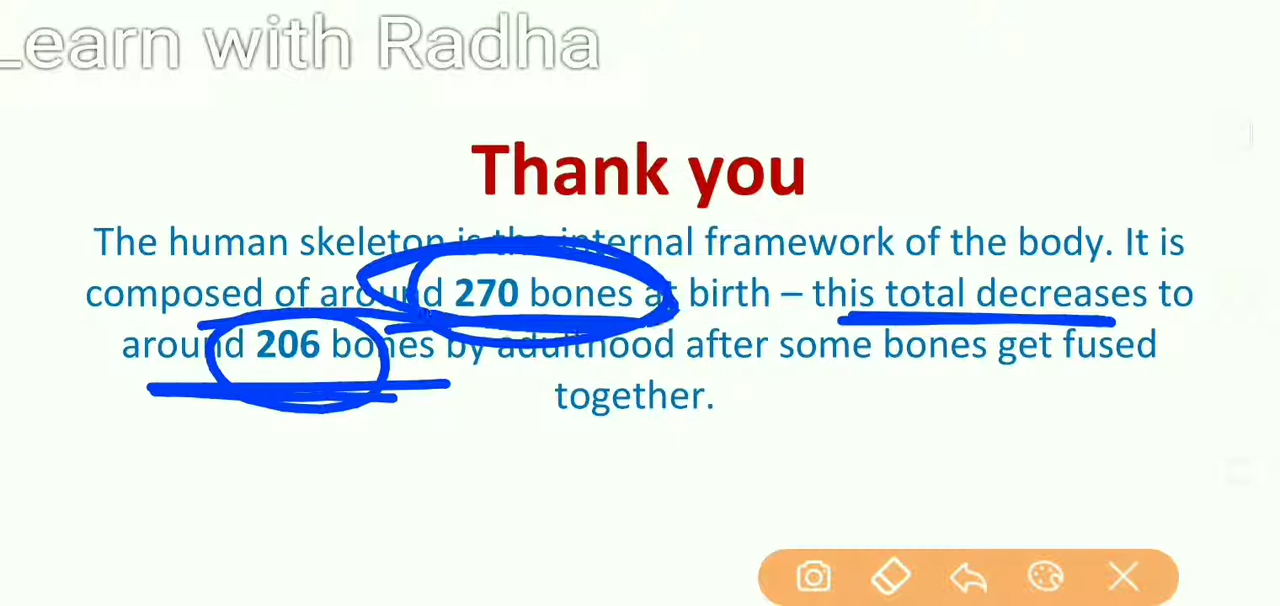 Learn with Radha
Thank you
The human skeleton is the internal framework of the body. It is
composed of around 270 bones at birth – this total decreases to
around 206 bones by adulthood after some bones get fused
together.